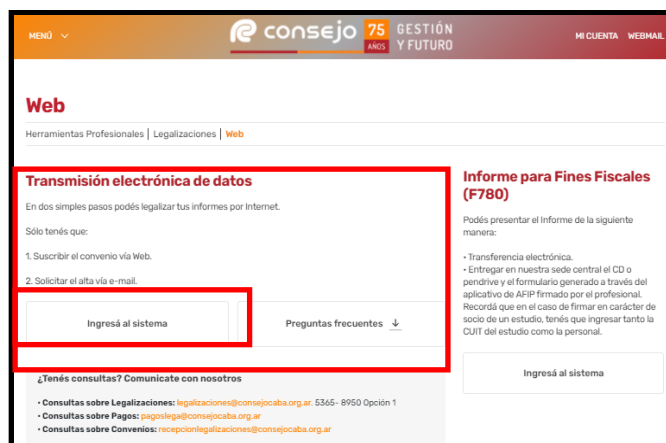 MENÚ
consejo 75 AÑOS GESTIÓN Y FUTURO
MI CUENTA WEBMAIL
Web
Herramientas Profesionales | Legalizaciones | Web
Transmisión electrónica de datos
En dos simples pasos podés legalizar tus informes por Internet.
Sólo tenés que:
1. Suscribir el convenio vía Web.
2. Solicitar el alta vía e-mail.
Ingresá al sistema
Preguntas frecuentes
¿Tenés consultas? Comunicate con nosotros
• Consultas sobre Legalizaciones: legalizaciones@consejocaba.org.ar. 5365- 8950 Opción 1
• Consultas sobre Pagos: pagoslega@consejocaba.org.ar
• Consultas sobre Convenios: recepcionlegalizaciones@consejocaba.org.ar
Informe para Fines Fiscales
(F780)
Podés presentar el Informe de la siguiente
manera:
• Transferencia electrónica.
• Entregar en nuestra sede central el CD o
pendrive y el formulario generado a través del
aplicativo de AFIP firmado por el profesional.
Recordá que en el caso de firmar en carácter de
socio de un estudio, tenés que ingresar tanto la
CUIT del estudio como la personal.
Ingresá al sistema